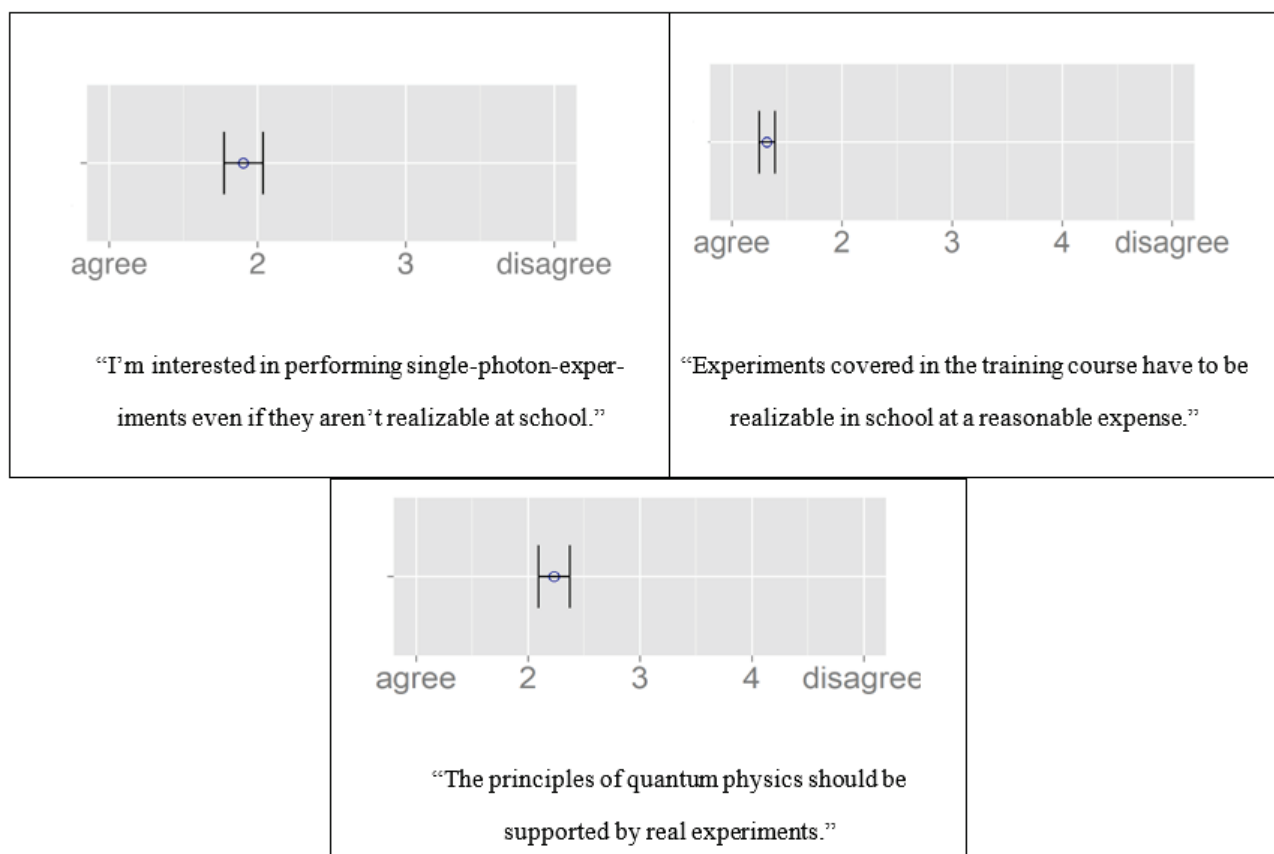 agree 2 3 disagree
“I’m interested in performing single-photon-exper-
iments even if they aren’t realizable at school.”
agree 2 3 4 disagree
“Experiments covered in the training course have to be
realizable in school at a reasonable expense.”
agree 2 3 4 disagree
“The principles of quantum physics should be
supported by real experiments.”